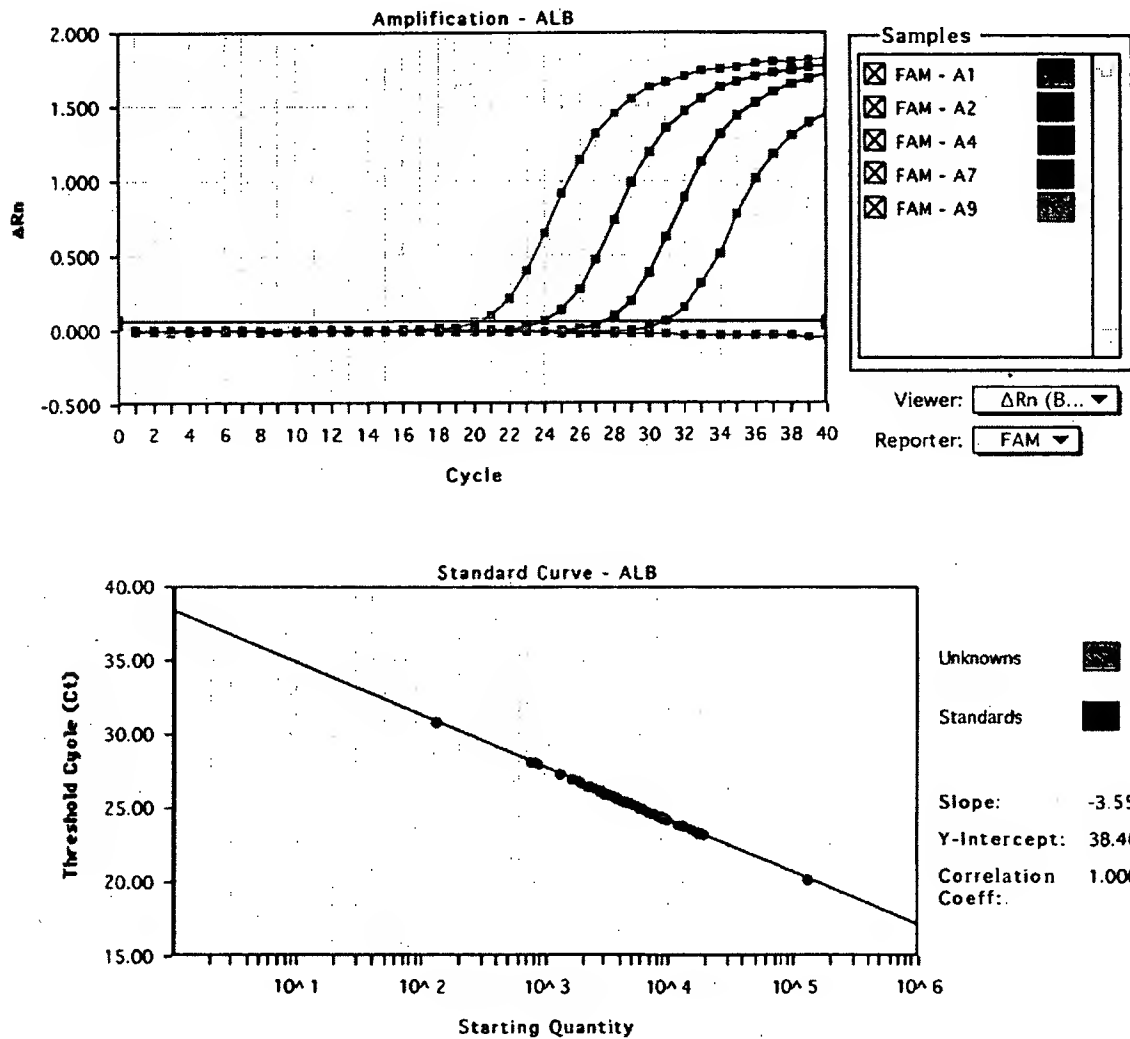 Amplification - ALB
2.000
1.500
1.000
0.500
0.000
-0.500
ΔRn
0 2 4 6 8 10 12 14 16 18 20 22 24 26 28 30 32 34 36 38 40
Cycle
Samples
FAM - A1
FAM - A2
FAM - A4
FAM - A7
FAM - A9
Viewer: ΔRn (B...
Reporter: FAM
Standard Curve - ALB
40.00
35.00
30.00
25.00
20.00
15.00
Threshold Cycle (Ct)
10^1 10^2 10^3 10^4 10^5 10^6
Starting Quantity
Unknowns
Standards
Slope: -3.55
Y-Intercept:
Correlation 1.000
Coeff: